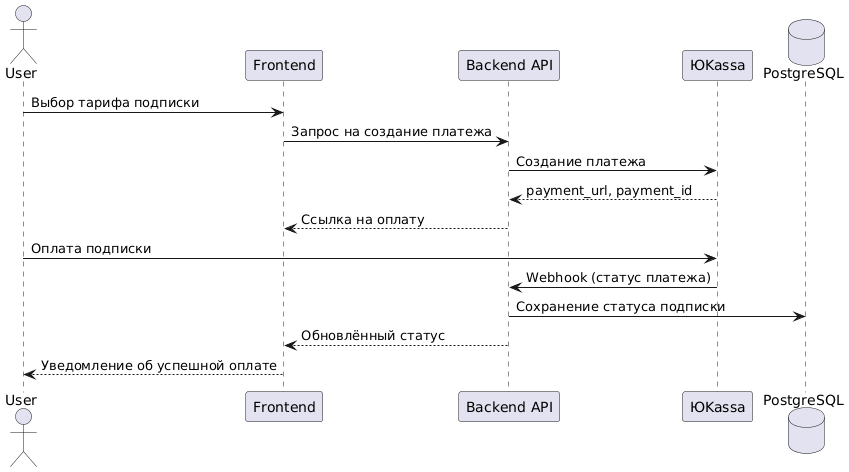 User
Frontend
Backend API
ЮKassa
PostgreSQL
Выбор тарифа подписки
Запрос на создание платежа
Создание платежа
payment_url, payment_id
Ссылка на оплату
Оплата подписки
Webhook (статус платежа)
Сохранение статуса подписки
Обновлённый статус
Уведомление об успешной оплате
User
Frontend
Backend API
ЮKassa
PostgreSQL